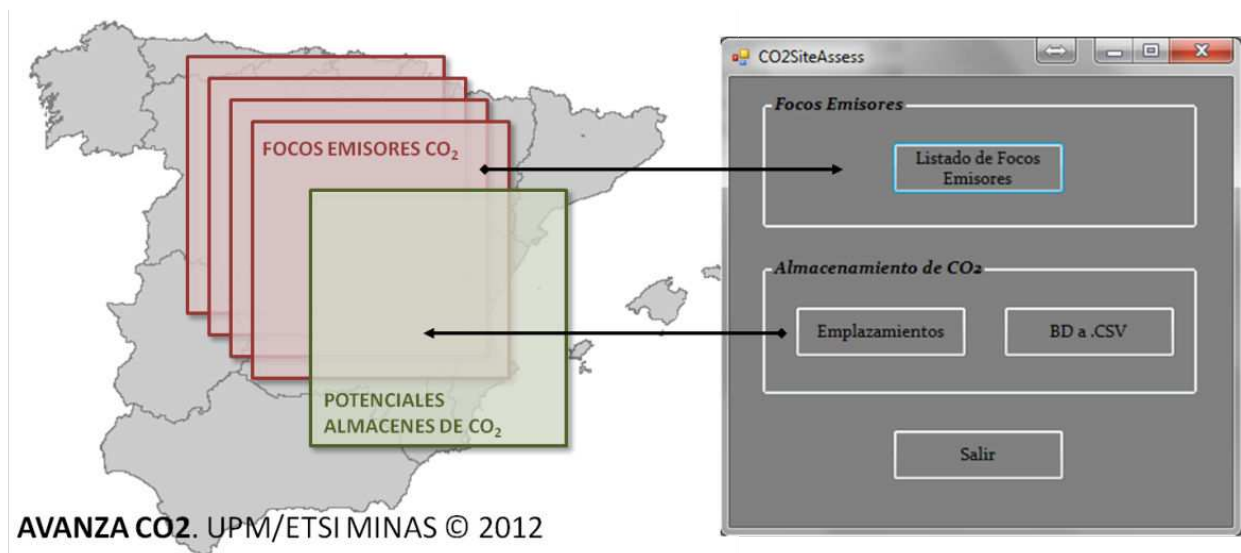 FOCOS EMISORES CO₂
POTENCIALES
ALMACENES DE CO₂
AVANZA CO2. UPM/ETSI MINAS © 2012
CO2SiteAssess
Focos Emisores
Listado de Focos
Emisores
Almacenamiento de CO2
Emplazamientos
BD a .CSV
Salir